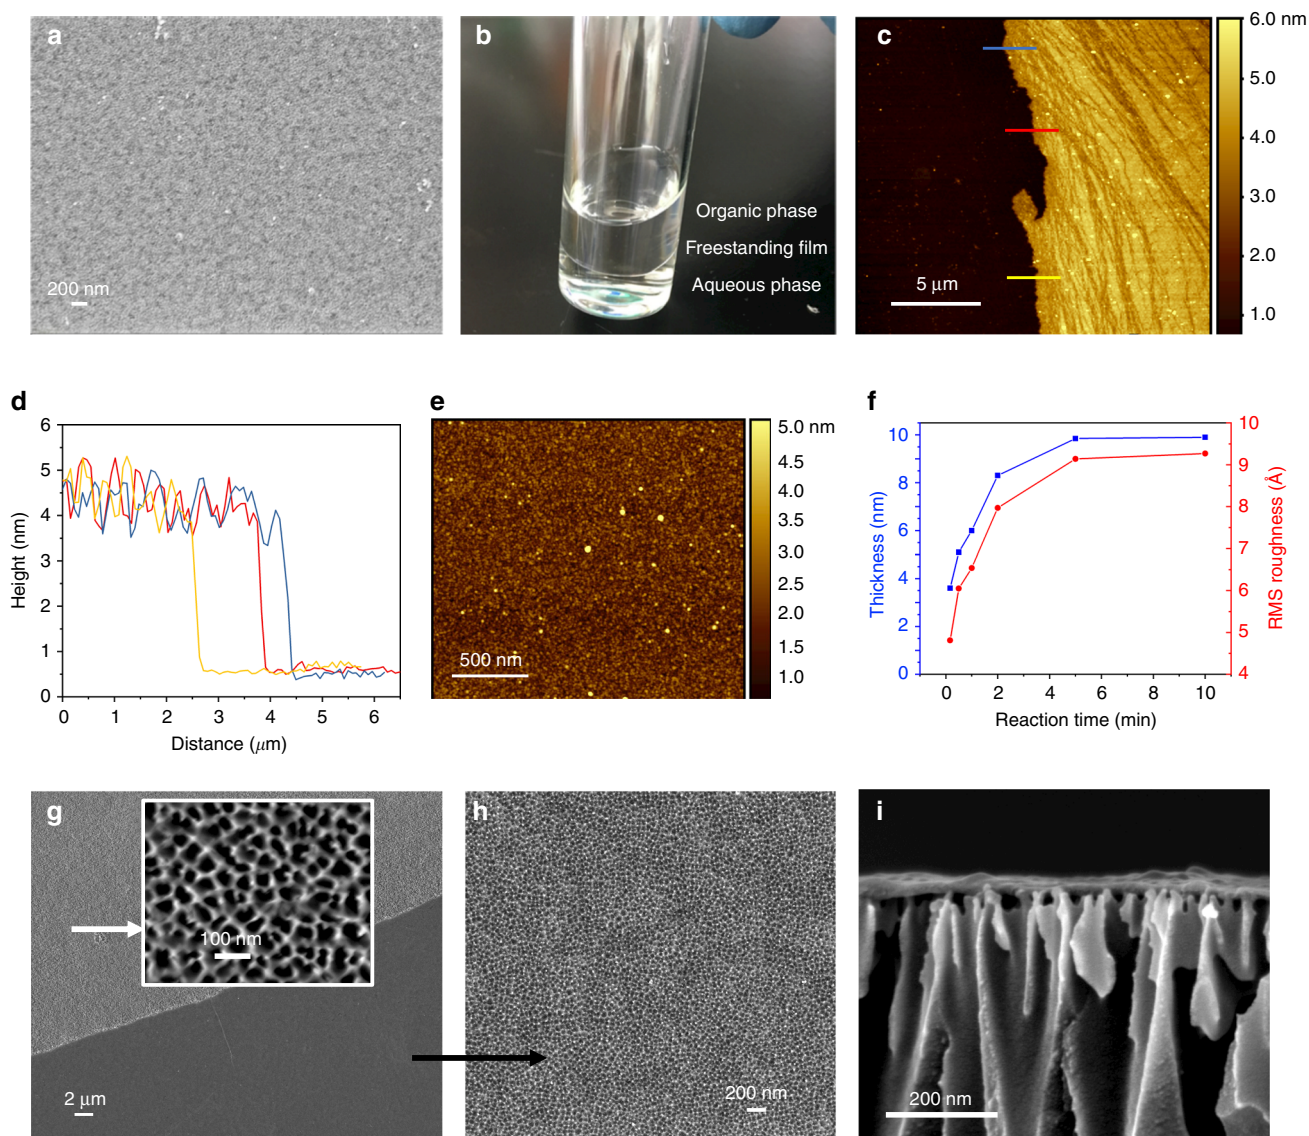 a
200 nm
b
Organic phase
Freestanding film
Aqueous phase
c
5 μm
6.0 nm
5.0
4.0
3.0
2.0
1.0
d
6
5
4
3
2
1
0
Height (nm)
0 1 2 3 4 5 6
Distance (μm)
e
500 nm
5.0 nm
4.5
4.0
3.5
3.0
2.5
2.0
1.5
1.0
f
10
8
6
4
2
0
Thickness (nm)
10
9
8
7
6
5
4
RMS roughness (Å)
0 2 4 6 8 10
Reaction time (min)
g
100 nm
2 μm
h
200 nm
i
200 nm